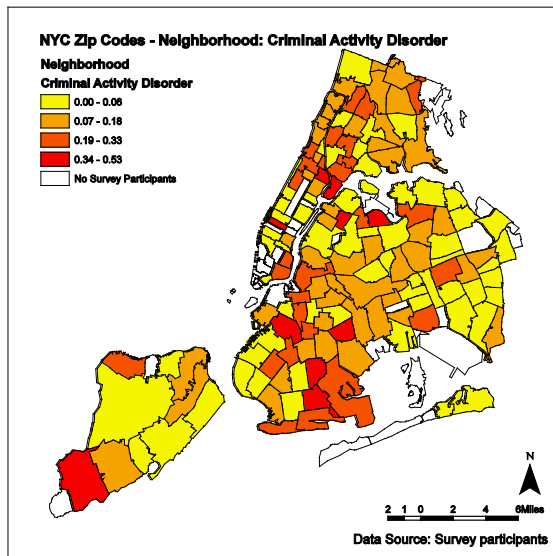 NYC Zip Codes - Neighborhood: Criminal Activity Disorder
Neighborhood
Criminal Activity Disorder
0.00 - 0.06
0.07 - 0.18
0.19 - 0.33
0.34 - 0.53
No Survey Participants
N
2 1 0 2 4 6Miles
Data Source: Survey participants